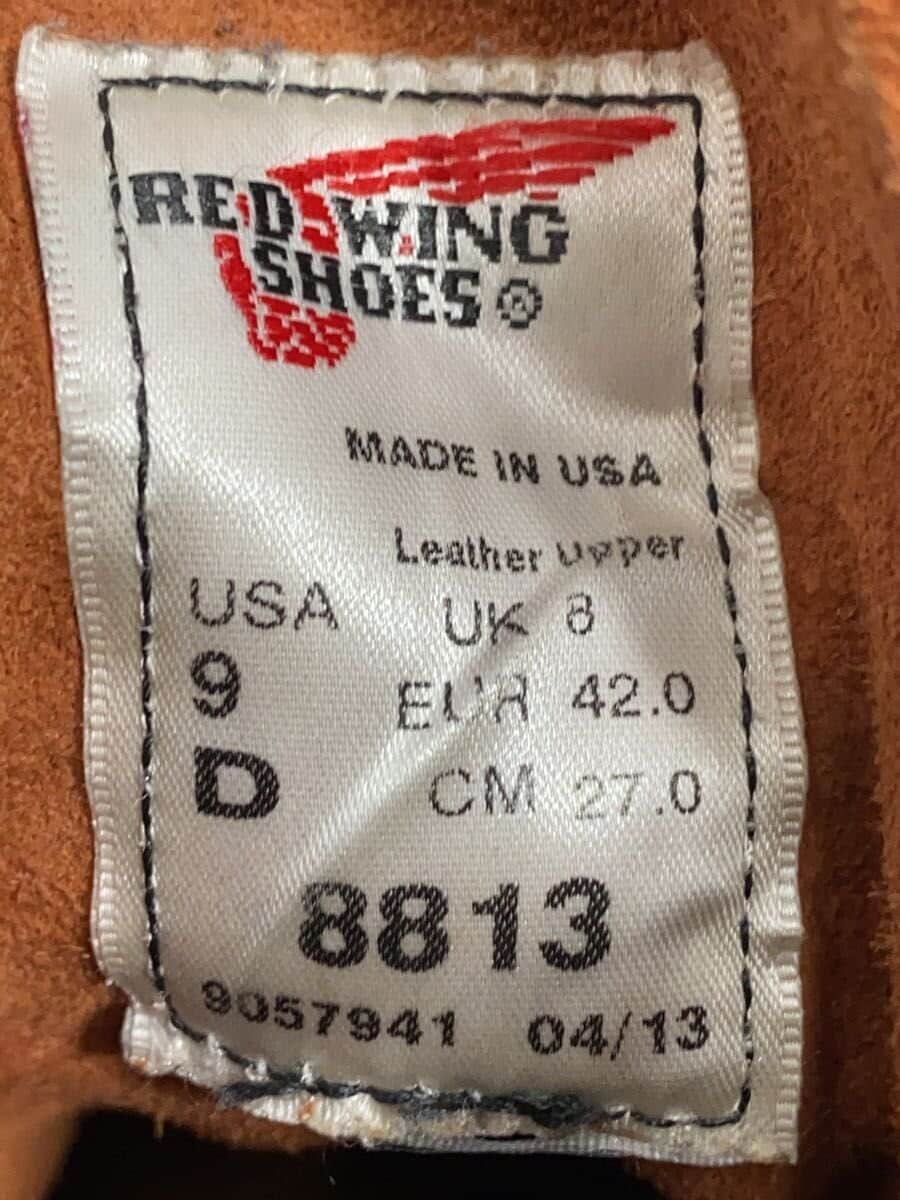 RED WING
SHOES ®
MADE IN USA
Leather Upper
USA
9
D
UK 8
EUR 42.0
CM 27.0
8813
9057941 04/13